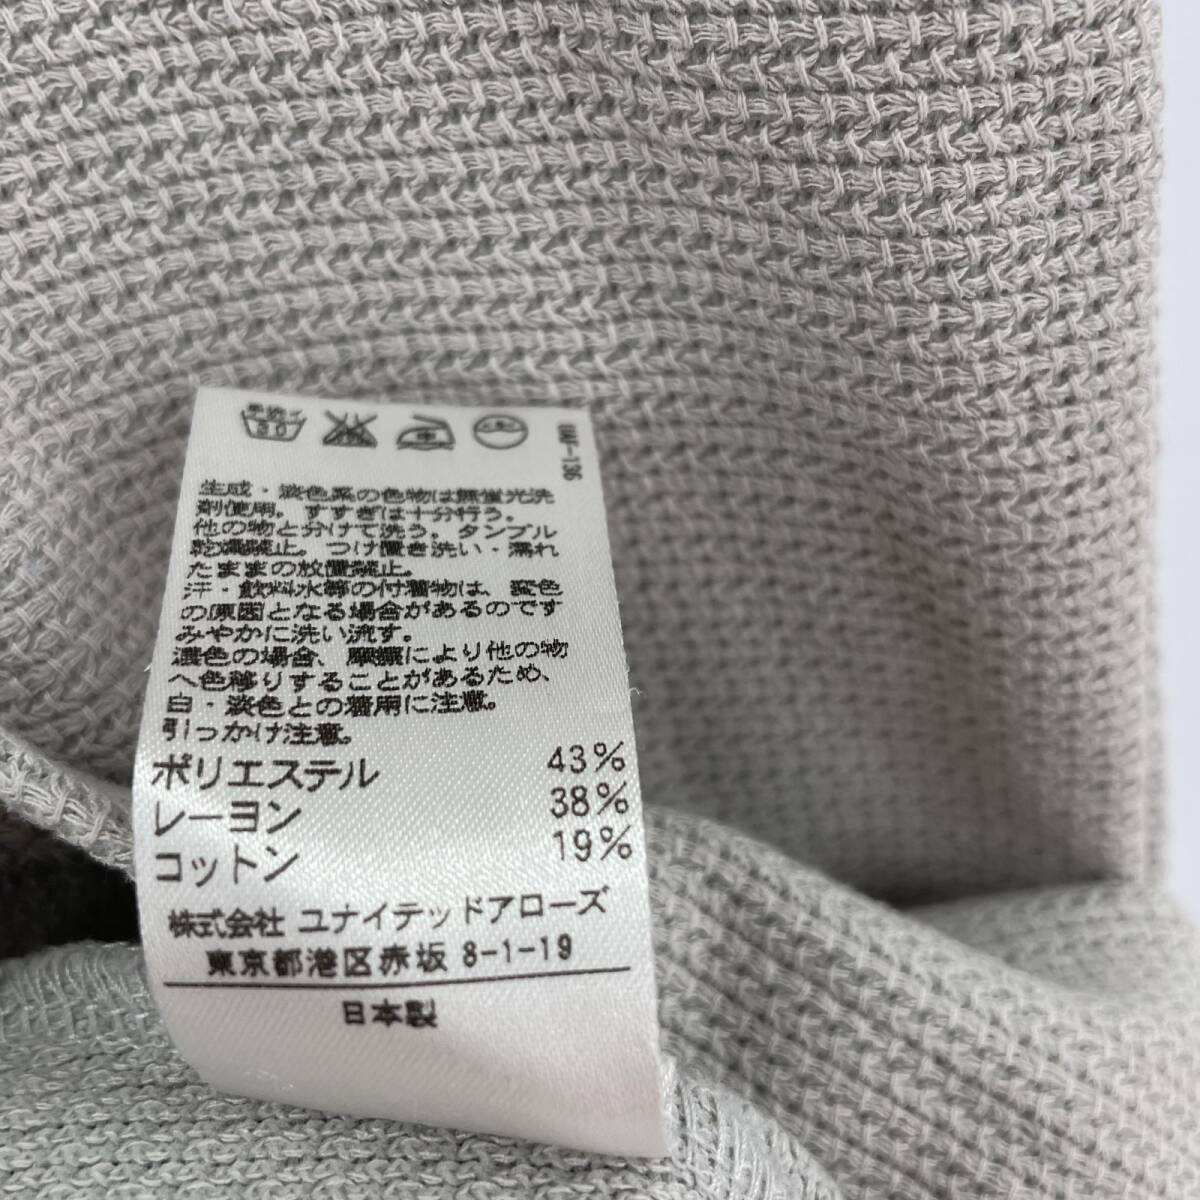 手洗イ
30
中
UAT-136
生成・淡色系の色物は無蛍光洗
剤使用。すすぎは十分行う。
他の物と分けて洗う。タンブル
乾燥禁止。つけ置き洗い・濡れ
たままの放置禁止。
汗・飲料水等の付着物は、変色
の原因となる場合があるのです
みやかに洗い流す。
濃色の場合、摩擦により他の物
へ色移りすることがあるため、
白・淡色との着用に注意。
引っかけ注意。
ポリエステル 43%
レーヨン 38%
コットン 19%
株式会社 ユナイテッドアローズ
東京都港区赤坂 8-1-19
日本製